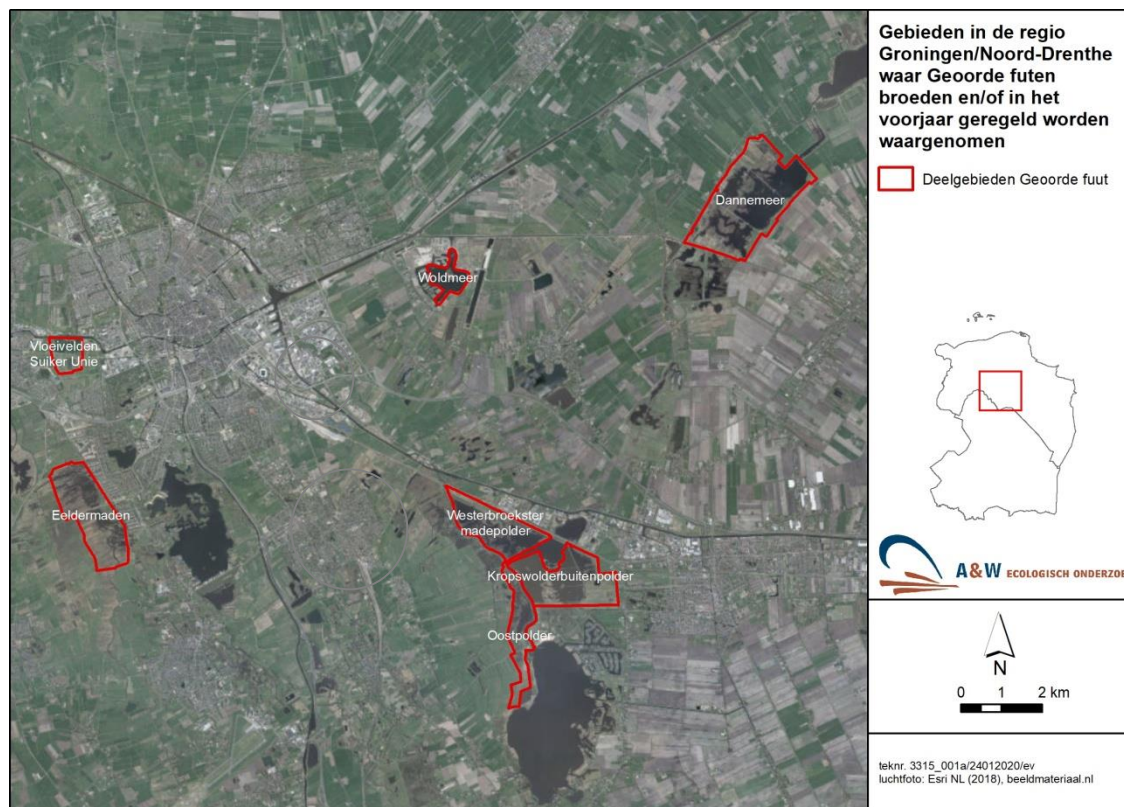 Gebieden in de regio
Groningen/Noord-Drenthe
waar Geoorde futen
broeden en/of in het
voorjaar geregeld worden
waargenomen
Deelgebieden Geoorde fuut
Dannemeer
Woldmeer
Vloeivelden
Suiker Unie
Eeldermaden
Westerbroekster
madepolder
Kropswolderbuitenpolder
Oostpolder
A&W ECOLOGISCH ONDERZOE
N
0 1 2 km
teknr. 3315_001a/24012020/ev
luchtfoto: Esri NL (2018), beeldmateriaal.nl